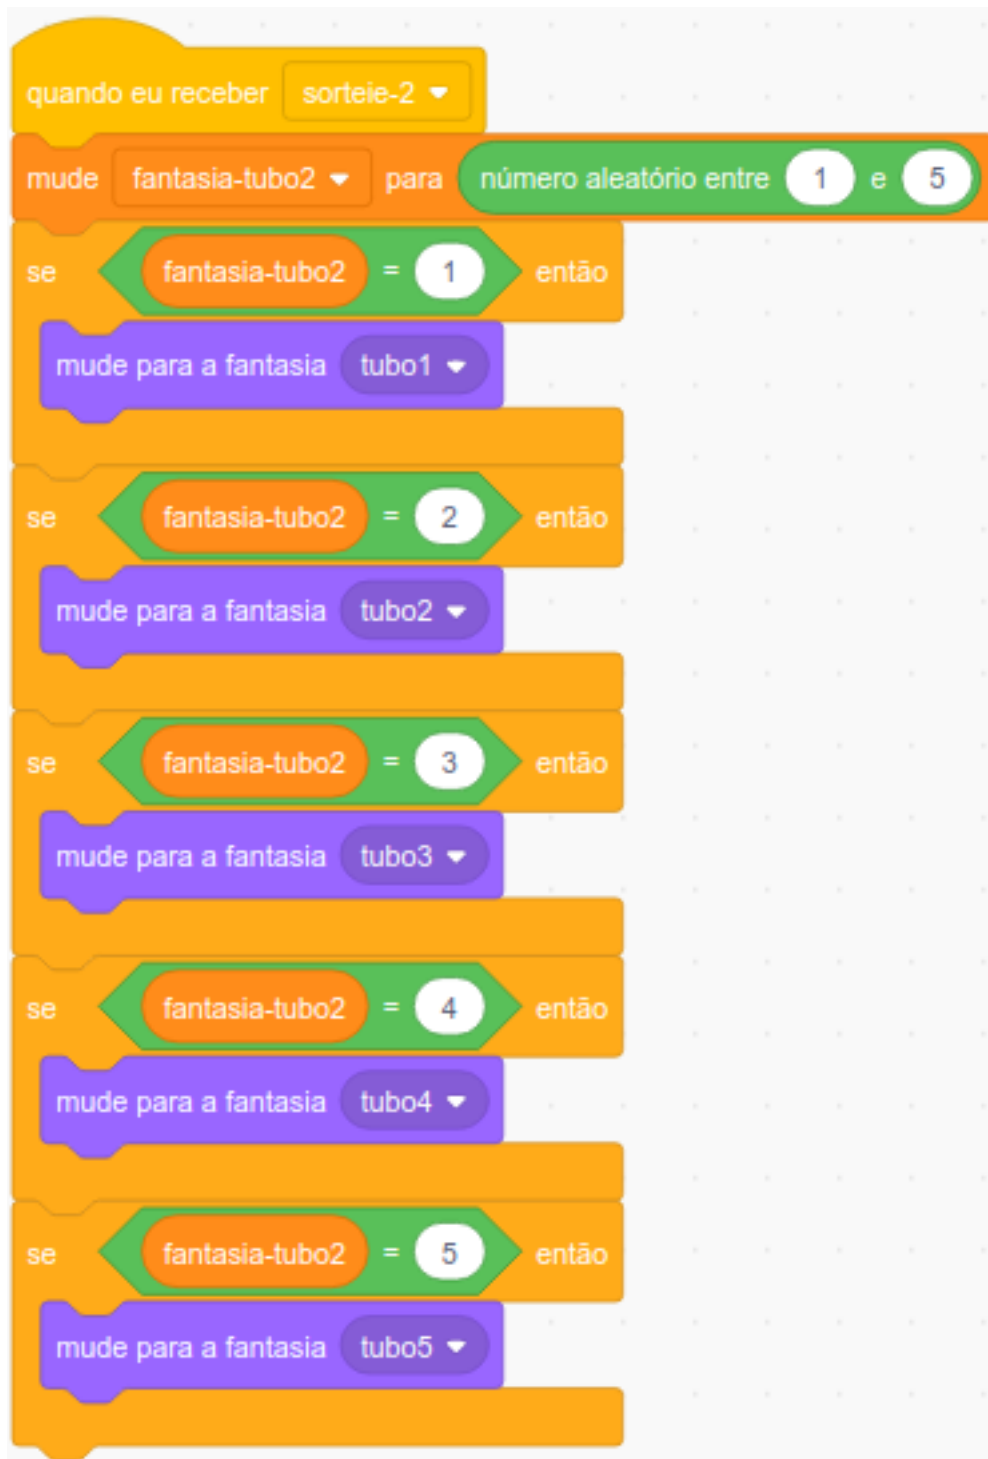 quando eu receber sorteie-2
mude fantasia-tubo2 para número aleatório entre 1 e 5
se fantasia-tubo2 = 1 então
mude para a fantasia tubo1
se fantasia-tubo2 = 2 então
mude para a fantasia tubo2
se fantasia-tubo2 = 3 então
mude para a fantasia tubo3
se fantasia-tubo2 = 4 então
mude para a fantasia tubo4
se fantasia-tubo2 = 5 então
mude para a fantasia tubo5